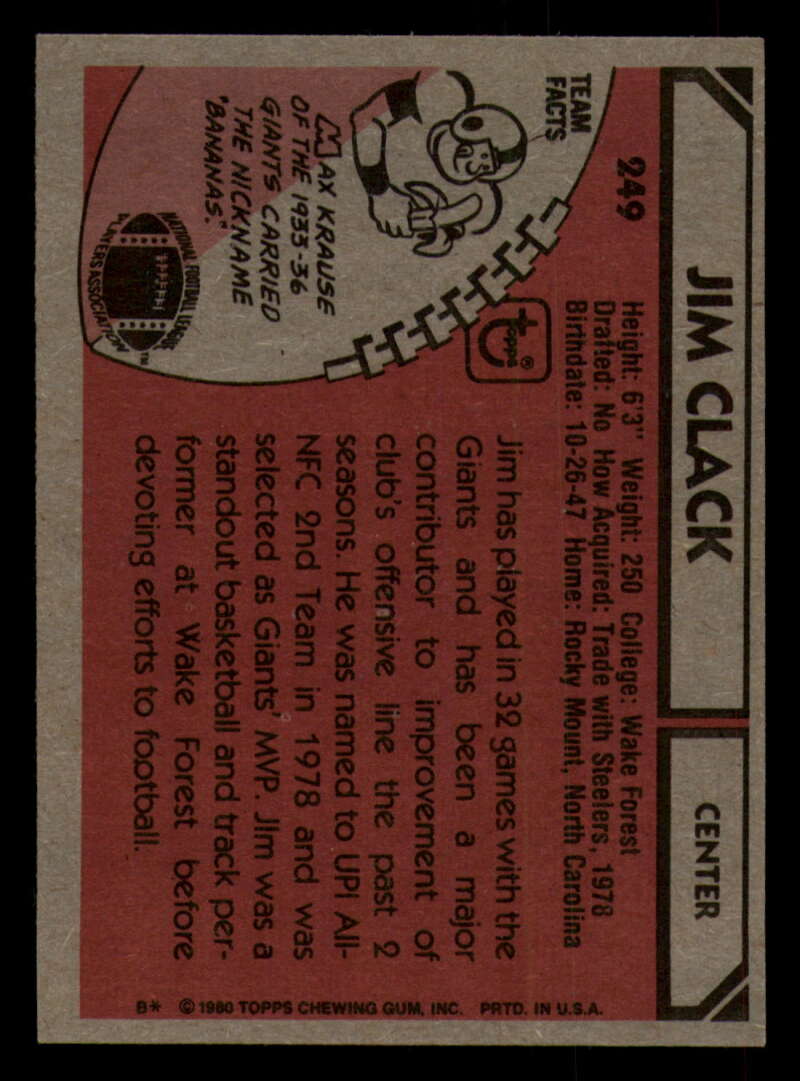 249
JIM CLACK
CENTER
Height: 6'3" Weight: 250 College: Wake Forest
Drafted: No How Acquired: Trade with Steelers, 1978
Birthdate: 10-26-47 Home: Rocky Mount, North Carolina
TEAM
FACTS
MAX KRAUSE
OF THE 1933-36
GIANTS CARRIED
THE NICKNAME
"BANANAS."
NATIONAL FOOTBALL LEAGUE
PLAYERS ASSOCIATION
TM
topps®
Jim has played in 32 games with the
Giants and has been a major
contributor to improvement of
club's offensive line the past 2
seasons. He was named to UPI All-
NFC 2nd Team in 1978 and was
selected as Giants' MVP. Jim was a
standout basketball and track per-
former at Wake Forest before
devoting efforts to football.
B* © 1980 TOPPS CHEWING GUM, INC. PRTD. IN U.S.A.